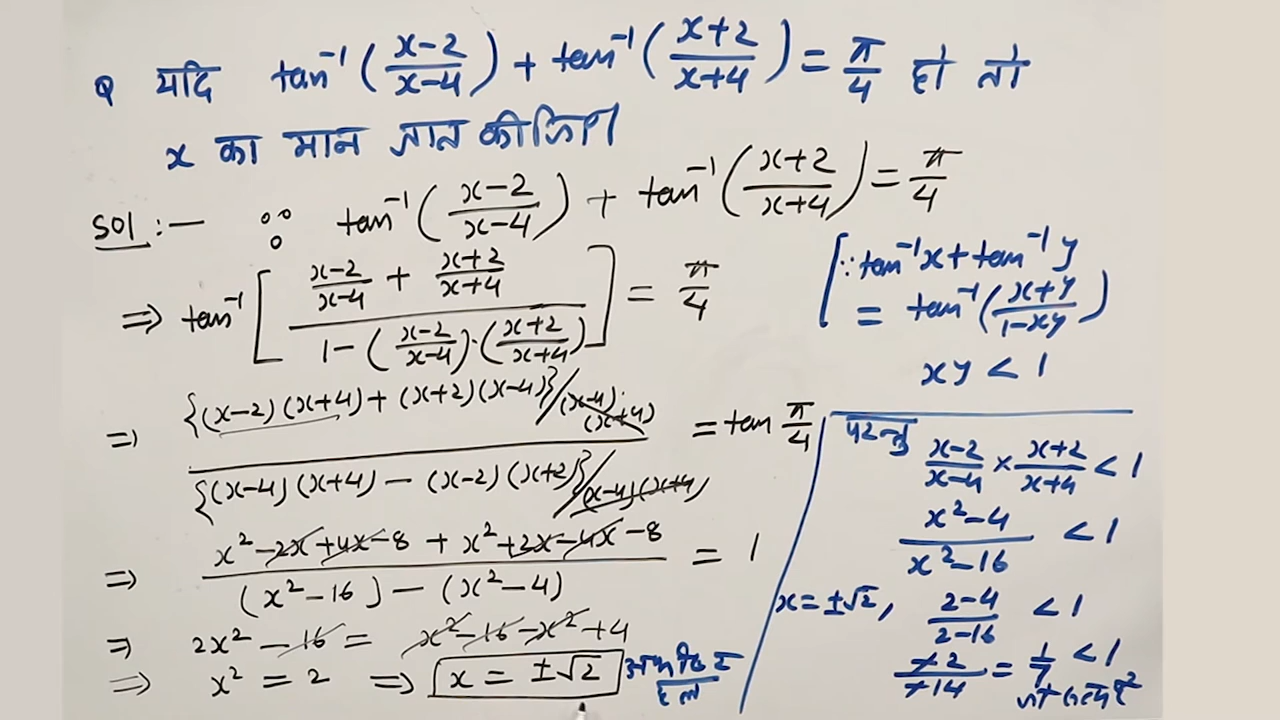 Q यदि tan⁻¹((x-2)/(x-4)) + tan⁻¹((x+2)/(x+4)) = π/4 हो तो
x का मान ज्ञात कीजिए
Sol :- ∵ tan⁻¹((x-2)/(x-4)) + tan⁻¹((x+2)/(x+4)) = π/4
⇒ tan⁻¹[((x-2)/(x-4) + (x+2)/(x+4))/(1-((x-2)/(x-4))·((x+2)/(x+4)))] = π/4
[∵ tan⁻¹x + tan⁻¹y
= tan⁻¹((x+y)/(1-xy))
xy < 1
⇒ ({(x-2)(x+4) + (x+2)(x-4)}/(x-4)(x+4))/({(x-4)(x+4) - (x-2)(x+2)}/(x-4)(x+4)) = tan π/4
⇒ (x²-2x+4x-8 + x²+2x-4x-8)/((x²-16) - (x²-4)) = 1
⇒ 2x² - 16 = x²-16-x²+4
⇒ x² = 2 ⇒ x = ±√2
हल
परन्तु
(x-2)/(x-4) × (x+2)/(x+4) < 1
(x²-4)/(x²-16) < 1
x = ±√2, (2-4)/(2-16) < 1
-2/-14 = 1/7 < 1